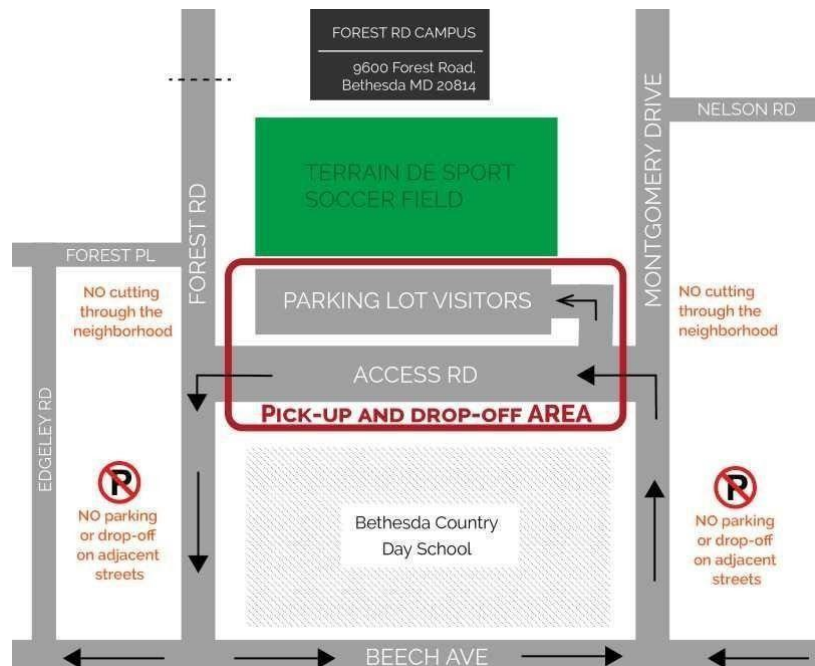 FOREST RD CAMPUS
9600 Forest Road,
Bethesda MD 20814
NELSON RD
MONTGOMERY DRIVE
TERRAIN DE SPORT
SOCCER FIELD
FOREST RD
FOREST PL
NO cutting
through the
neighborhood
PARKING LOT VISITORS
NO cutting
through the
neighborhood
ACCESS RD
PICK-UP AND DROP-OFF AREA
EDGELEY RD
P
NO parking
or drop-off
on adjacent
streets
Bethesda Country
Day School
P
NO parking
or drop-off
on adjacent
streets
BEECH AVE